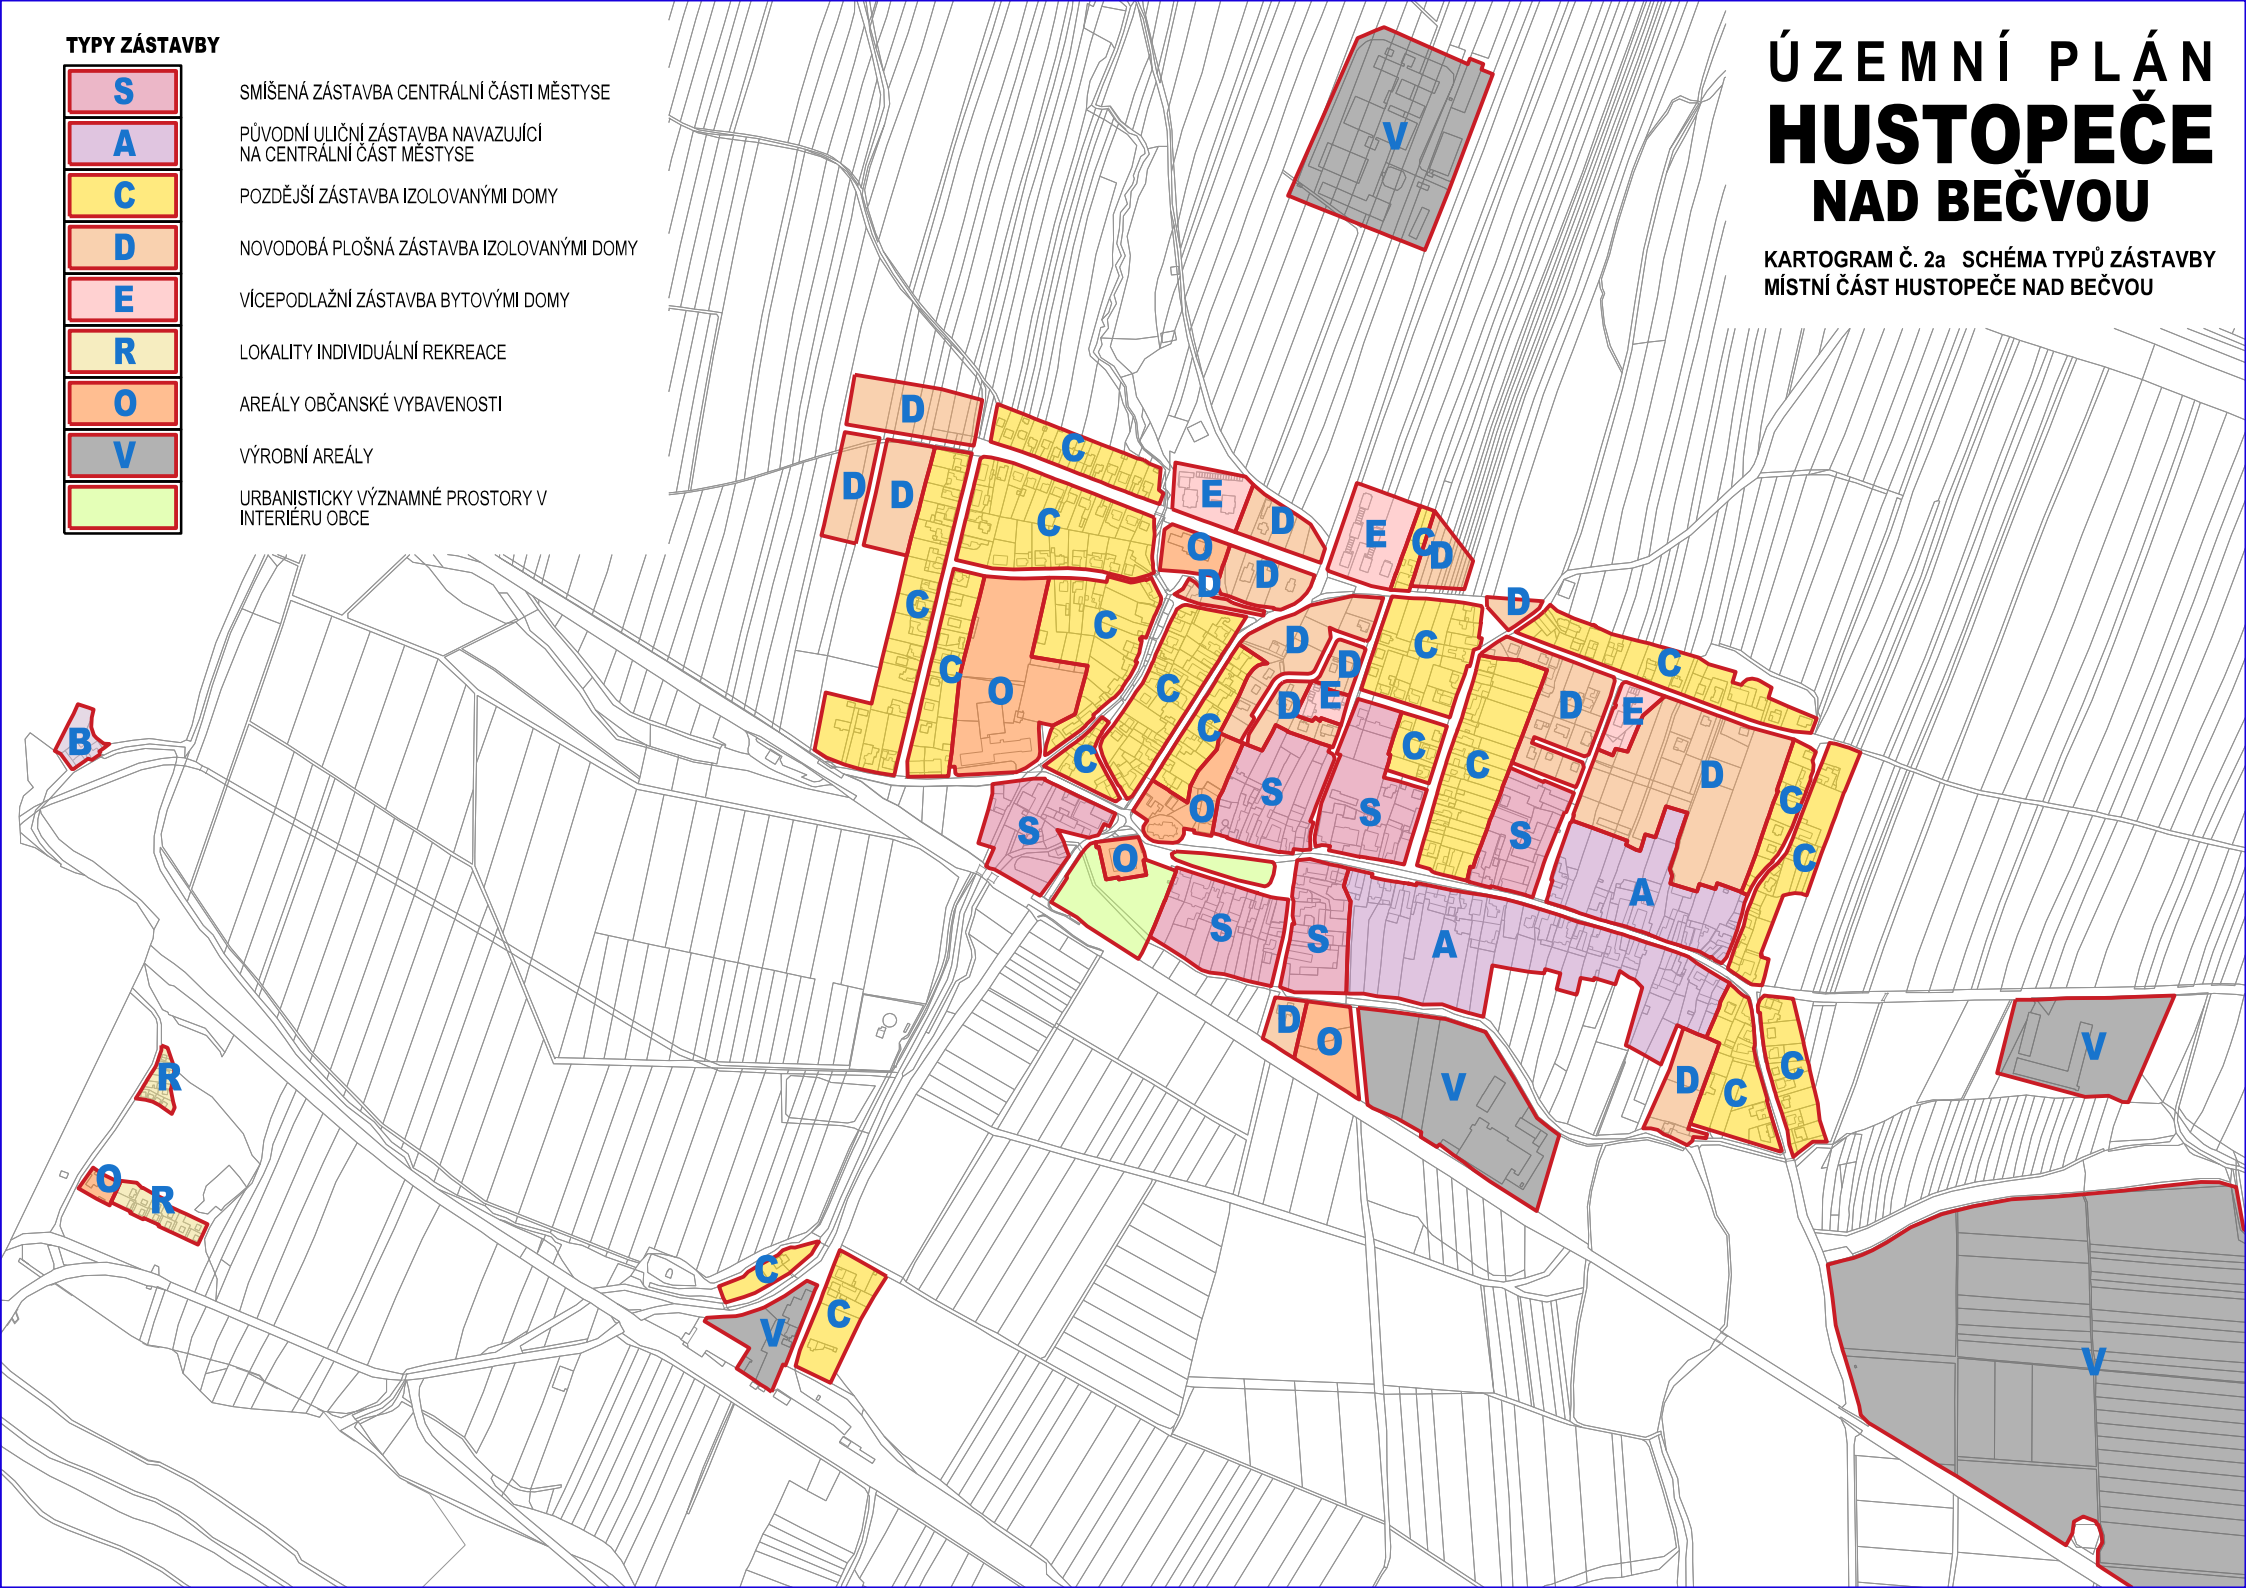 TYPY ZÁSTAVBY
S
SMÍŠENÁ ZÁSTAVBA CENTRÁLNÍ ČÁSTI MĚSTYSE
A
PŮVODNÍ ULIČNÍ ZÁSTAVBA NAVAZUJÍCÍ
NA CENTRÁLNÍ ČÁST MĚSTYSE
C
POZDĚJŠÍ ZÁSTAVBA IZOLOVANÝMI DOMY
D
NOVODOBÁ PLOŠNÁ ZÁSTAVBA IZOLOVANÝMI DOMY
E
VÍCEPODLAŽNÍ ZÁSTAVBA BYTOVÝMI DOMY
R
LOKALITY INDIVIDUÁLNÍ REKREACE
O
AREÁLY OBČANSKÉ VYBAVENOSTI
V
VÝROBNÍ AREÁLY
URBANISTICKY VÝZNAMNÉ PROSTORY V
INTERIÉRU OBCE
ÚZEMNÍ PLÁN
HUSTOPEČE
NAD BEČVOU
KARTOGRAM Č. 2a SCHÉMA TYPŮ ZÁSTAVBY
MÍSTNÍ ČÁST HUSTOPEČE NAD BEČVOU
V
D
C
D
D
E
D
C
E
C
D
O
D
D
C
C
C
O
C
D
C
D
C
D
C
D
E
D
C
D
E
C
C
C
D
C
C
B
S
O
S
S
S
O
C
A
S
S
A
D
O
V
D
C
C
V
R
O
R
C
C
V
V